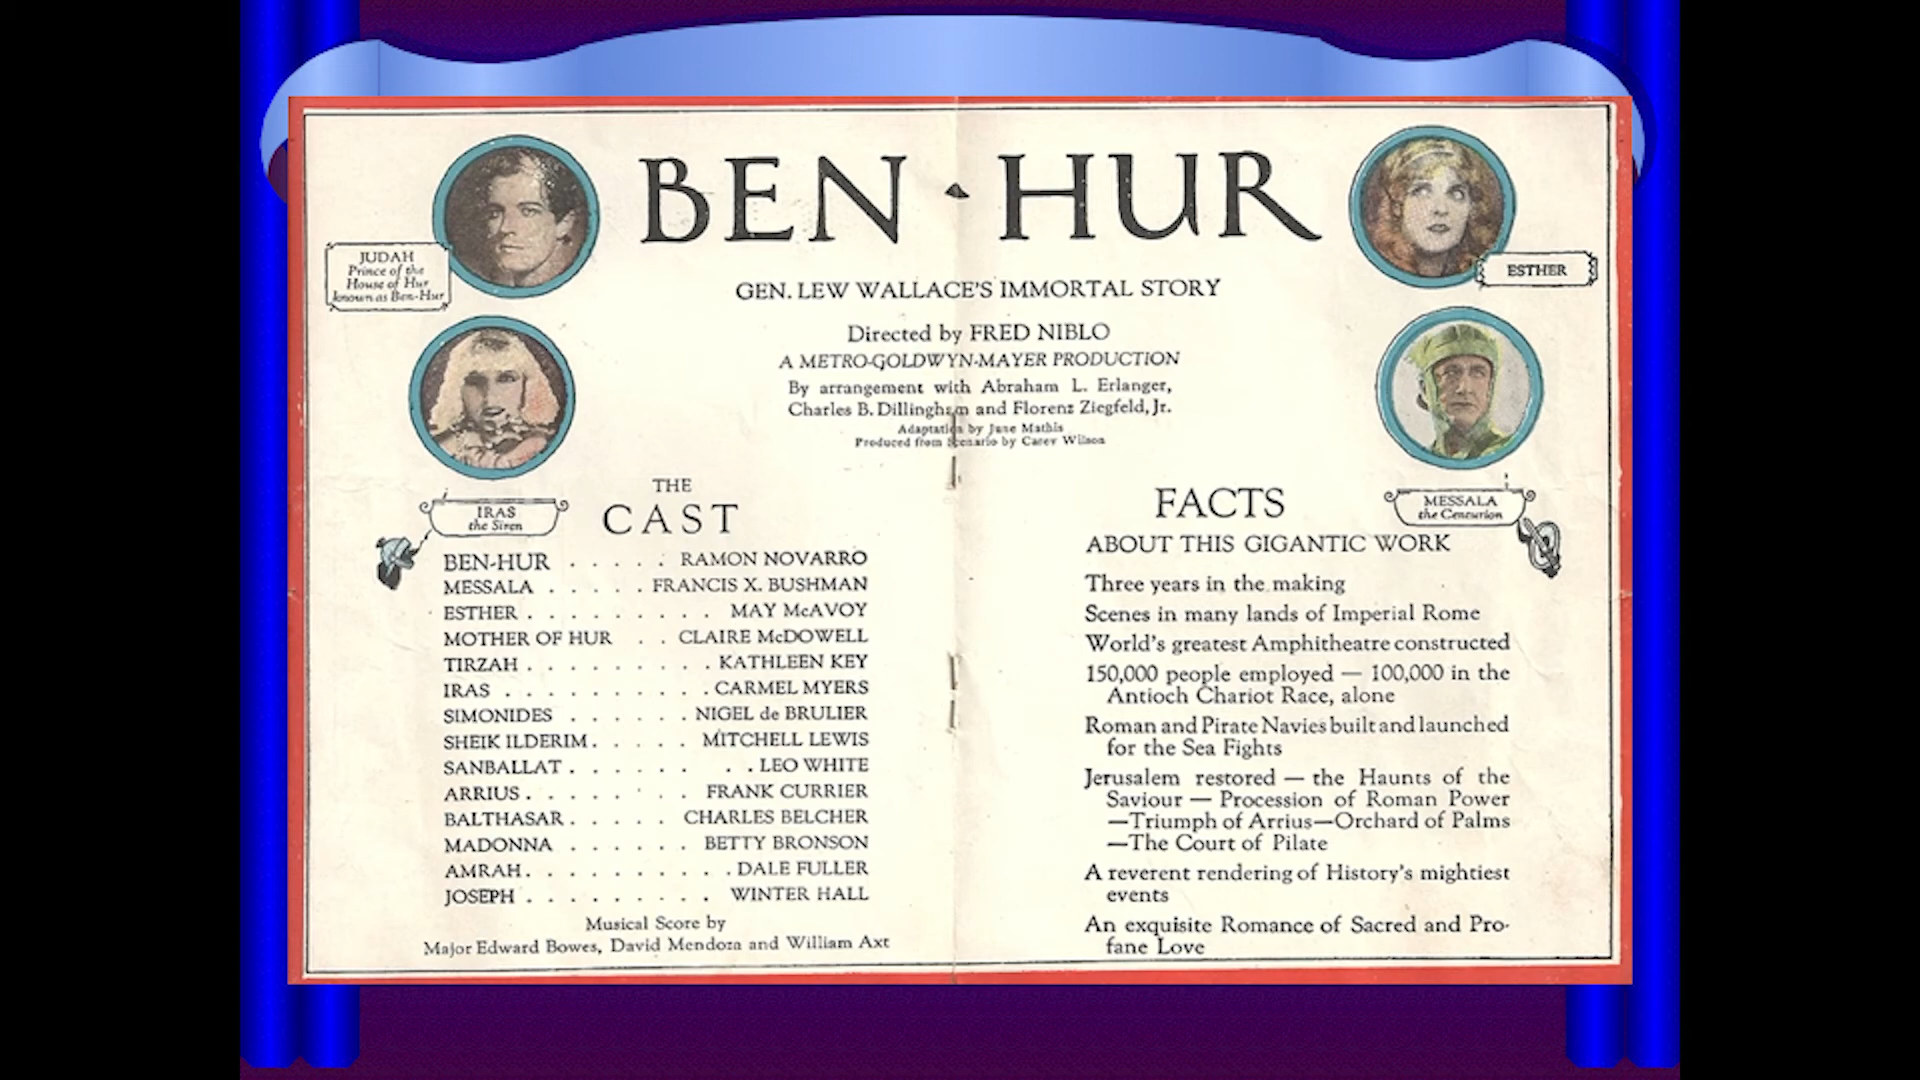 BEN-HUR
JUDAH
Prince of the
House of Hur
known as Ben-Hur
ESTHER
GEN. LEW WALLACE'S IMMORTAL STORY
Directed by FRED NIBLO
A METRO-GOLDWYN-MAYER PRODUCTION
By arrangement with Abraham L. Erlanger,
Charles B. Dillingham and Florenz Ziegfeld, Jr.
Adaptation by June Mathis
Produced from Scenario by Carey Wilson
IRAS
the Siren
MESSALA
the Centurion
THE
CAST
BEN-HUR . . . . . RAMON NOVARRO
MESSALA . . . . . FRANCIS X. BUSHMAN
ESTHER . . . . . . . . . MAY McAVOY
MOTHER OF HUR . . CLAIRE McDOWELL
TIRZAH . . . . . . . . . KATHLEEN KEY
IRAS . . . . . . . . . . CARMEL MYERS
SIMONIDES . . . . . . NIGEL de BRULIER
SHEIK ILDERIM . . . . . MITCHELL LEWIS
SANBALLAT . . . . . . . . LEO WHITE
ARRIUS . . . . . . . . FRANK CURRIER
BALTHASAR . . . . . CHARLES BELCHER
MADONNA . . . . . . BETTY BRONSON
AMRAH . . . . . . . . . . DALE FULLER
JOSEPH . . . . . . . . . WINTER HALL
Musical Score by
Major Edward Bowes, David Mendoza and William Axt
FACTS
ABOUT THIS GIGANTIC WORK
Three years in the making
Scenes in many lands of Imperial Rome
World's greatest Amphitheatre constructed
150,000 people employed — 100,000 in the
Antioch Chariot Race, alone
Roman and Pirate Navies built and launched
for the Sea Fights
Jerusalem restored — the Haunts of the
Saviour — Procession of Roman Power
—Triumph of Arrius—Orchard of Palms
—The Court of Pilate
A reverent rendering of History's mightiest
events
An exquisite Romance of Sacred and Pro-
fane Love